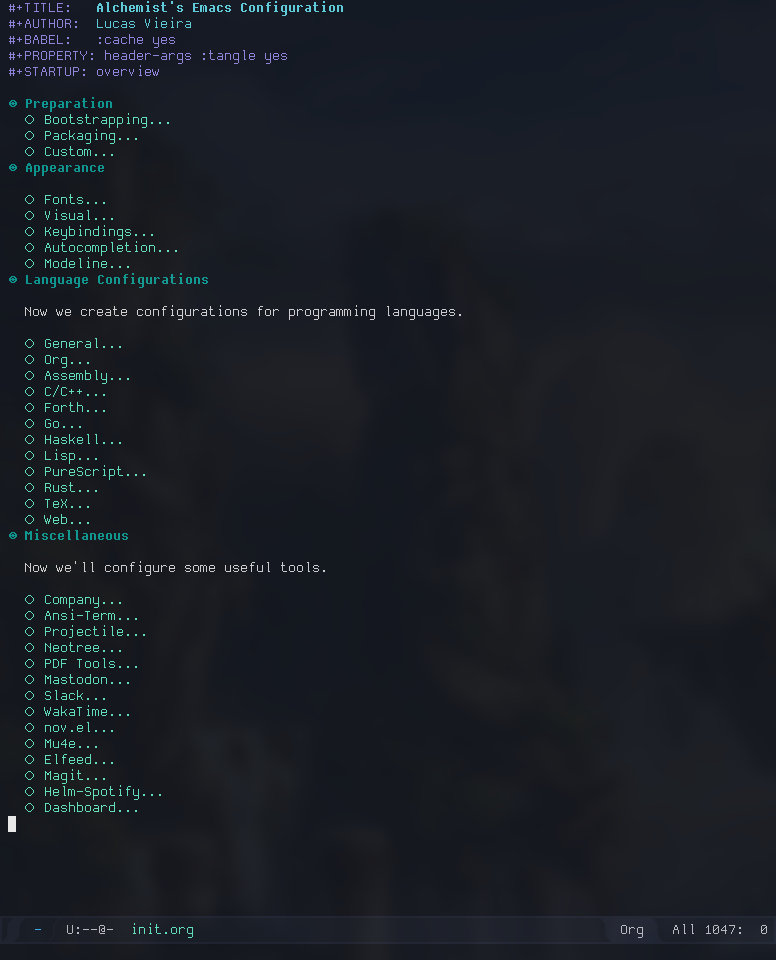 #+TITLE:   Alchemist's Emacs Configuration
#+AUTHOR:  Lucas Vieira
#+BABEL:   :cache yes
#+PROPERTY: header-args :tangle yes
#+STARTUP: overview
Preparation
Bootstrapping...
Packaging...
Custom...
Appearance
Fonts...
Visual...
Keybindings...
Autocompletion...
Modeline...
Language Configurations
Now we create configurations for programming languages.
General...
Org...
Assembly...
C/C++...
Forth...
Go...
Haskell...
Lisp...
PureScript...
Rust...
TeX...
Web...
Miscellaneous
Now we'll configure some useful tools.
Company...
Ansi-Term...
Projectile...
Neotree...
PDF Tools...
Mastodon...
Slack...
WakaTime...
nov.el...
Mu4e...
Elfeed...
Magit...
Helm-Spotify...
Dashboard...
-   U:--@-  init.org   Org   All 1047:  0